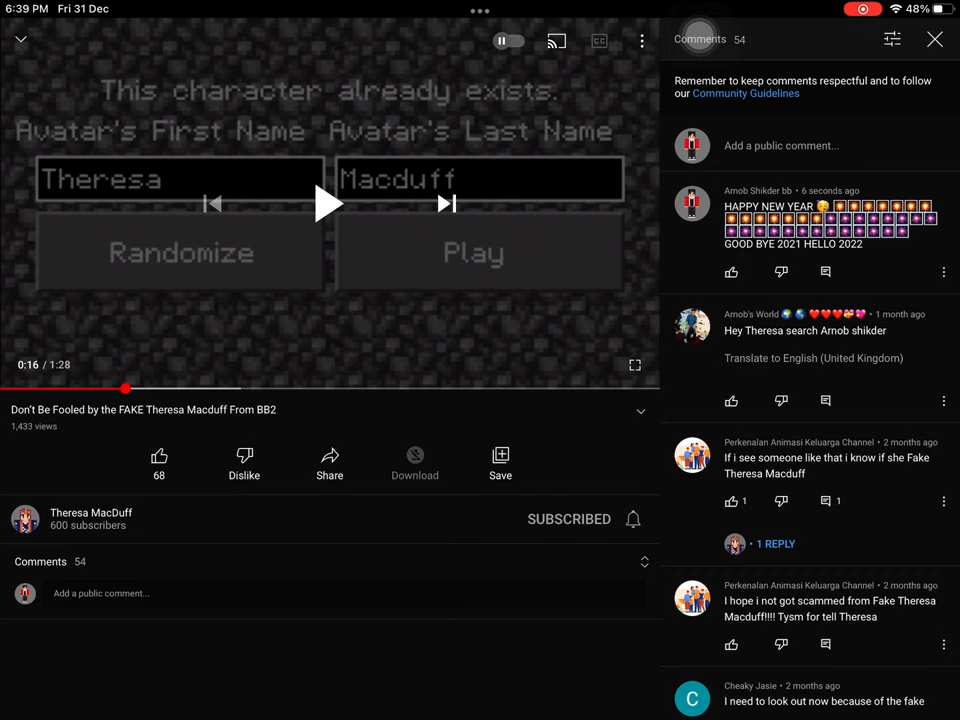 6:39 PM Fri 31 Dec
48%
This character already exists.
Avatar's First Name Avatar's Last Name
Theresa Macduff
Randomize Play
0:16 / 1:28
Don't Be Fooled by the FAKE Theresa Macduff From BB2
1,433 views
68 Dislike Share Download Save
Theresa MacDuff
600 subscribers
SUBSCRIBED
Comments 54
Add a public comment...
Comments 54
Remember to keep comments respectful and to follow
our Community Guidelines
Add a public comment...
Arnob Shikder bb • 6 seconds ago
HAPPY NEW YEAR 🥳 🎇🎇🎇🎇🎇🎇🎇
🎇🎇🎇🎇🎇🎇🎇🎆🎆🎆🎆🎆🎆🎆🎆
🎆🎆🎆🎆🎆🎆🎆🎆🎆🎆🎆🎆🎆
GOOD BYE 2021 HELLO 2022
Arnob's World 🌍 🌎 ❤️❤️❤️💝💖 • 1 month ago
Hey Theresa search Arnob shikder
Translate to English (United Kingdom)
Perkenalan Animasi Keluarga Channel • 2 months ago
If i see someone like that i know if she Fake
Theresa Macduff
1 1
• 1 REPLY
Perkenalan Animasi Keluarga Channel • 2 months ago
I hope i not got scammed from Fake Theresa
Macduff!!!! Tysm for tell Theresa
C
Cheaky Jasie • 2 months ago
I need to look out now because of the fake